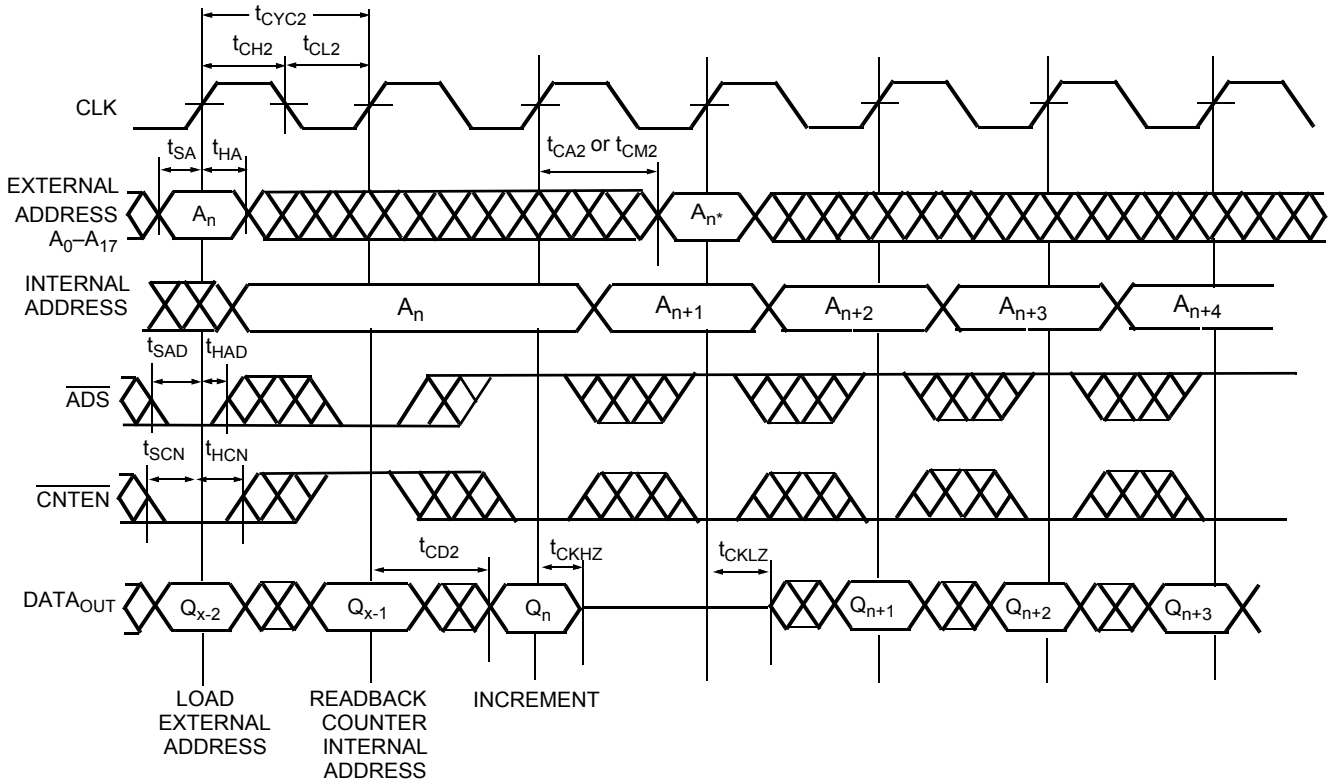 tCYC2
tCH2 tCL2
CLK
tSA tHA tCA2 or tCM2
EXTERNAL
ADDRESS
A0–A17
An An*
INTERNAL
ADDRESS
An An+1 An+2 An+3 An+4
tSAD tHAD
ADS
tSCN tHCN
CNTEN
tCD2 tCKHZ tCKLZ
DATAOUT Qx-2 Qx-1 Qn Qn+1 Qn+2 Qn+3
LOAD
EXTERNAL
ADDRESS
READBACK
COUNTER
INTERNAL
ADDRESS
INCREMENT